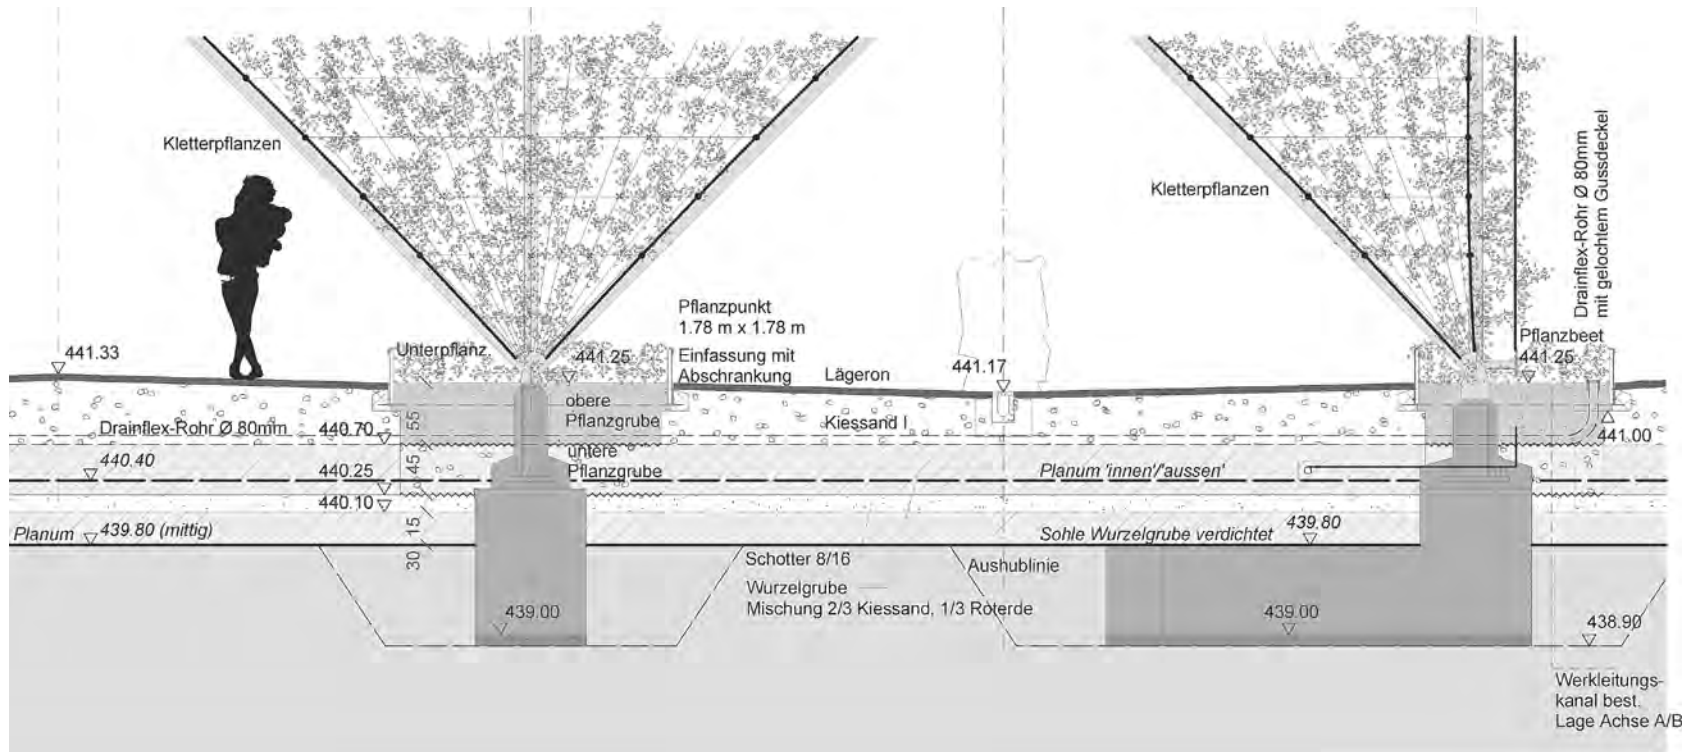 Kletterpflanzen
Kletterpflanzen
Drainflex-Rohr Ø 80mm
mit gelochtem Gussdeckel
Pflanzpunkt
1.78 m x 1.78 m
Einfassung mit
Abschrankung
441.33
Unterpflanz.
441.25
Lägeron
441.17
Pflanzbeet
441.25
obere
Pflanzgrube
55
Drainflex-Rohr Ø 80mm
440.70
Kiessand I
441.00
untere
Pflanzgrube
45
440.40
440.25
Planum 'innen'/'aussen'
440.10
15
Planum
439.80 (mittig)
Sohle Wurzelgrube verdichtet
439.80
30
Schotter 8/16
Aushublinie
Wurzelgrube
Mischung 2/3 Kiessand, 1/3 Roterde
439.00
439.00
438.90
Werkleitungs-
kanal best.
Lage Achse A/B